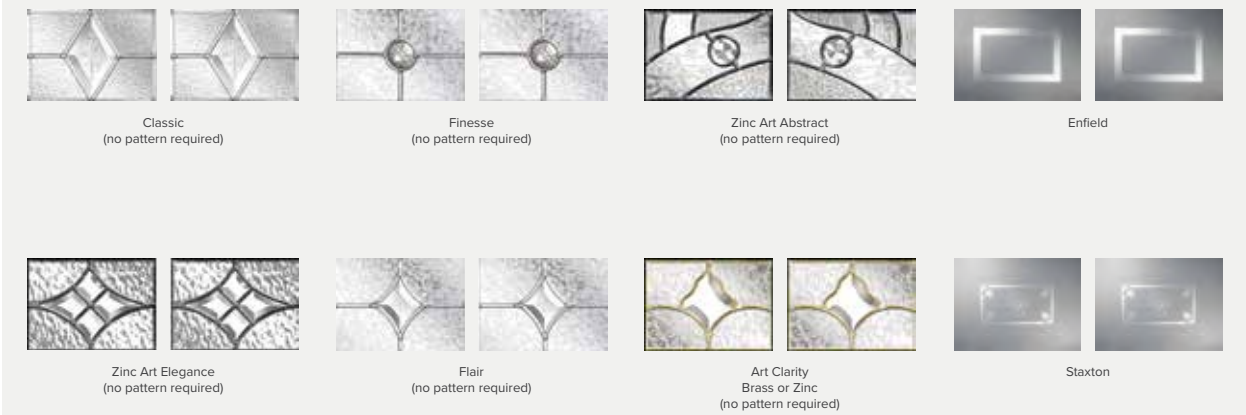 Classic
(no pattern required)
Finesse
(no pattern required)
Zinc Art Abstract
(no pattern required)
Enfield
Zinc Art Elegance
(no pattern required)
Flair
(no pattern required)
Art Clarity
Brass or Zinc
(no pattern required)
Staxton